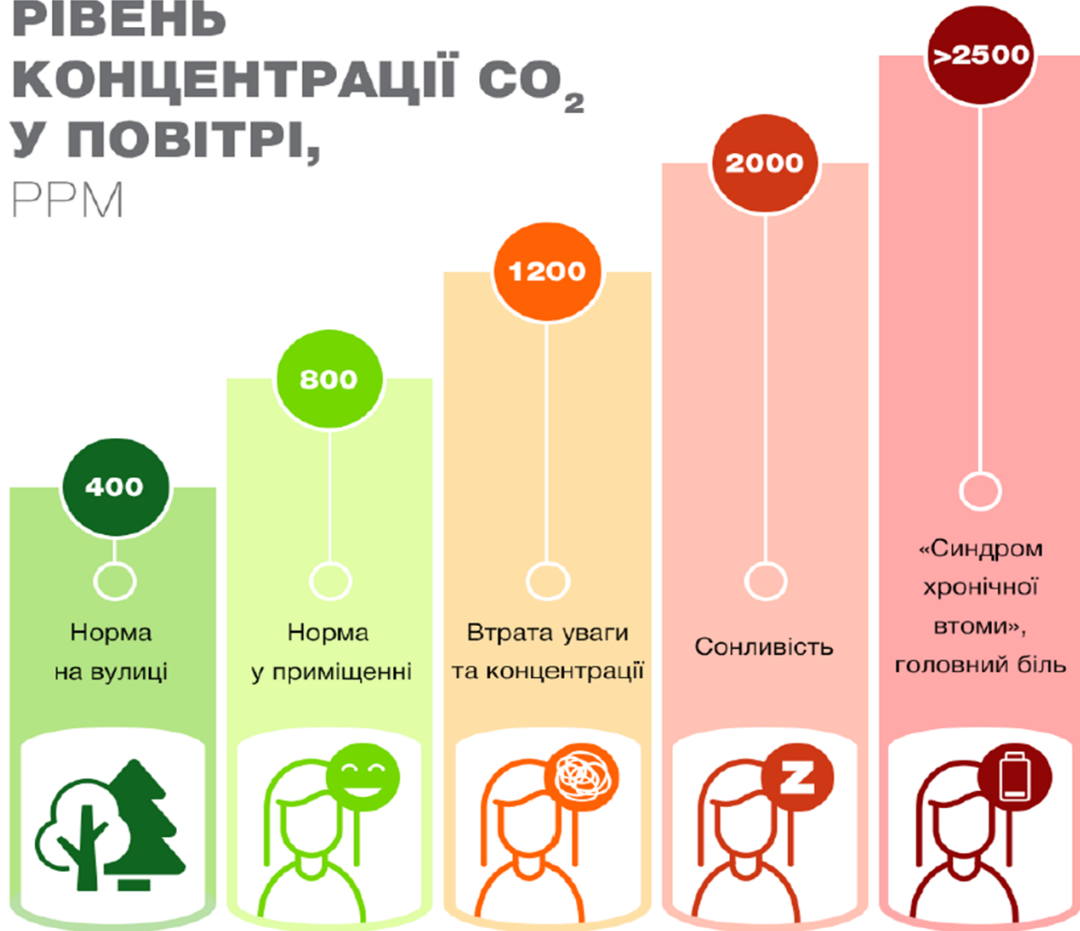 РІВЕНЬ
КОНЦЕНТРАЦІЇ CO₂
У ПОВІТРІ,
PPM
400
Норма
на вулиці
800
Норма
у приміщенні
1200
Втрата уваги
та концентрації
2000
Сонливість
Z
>2500
«Синдром
хронічної
втоми»,
головний біль